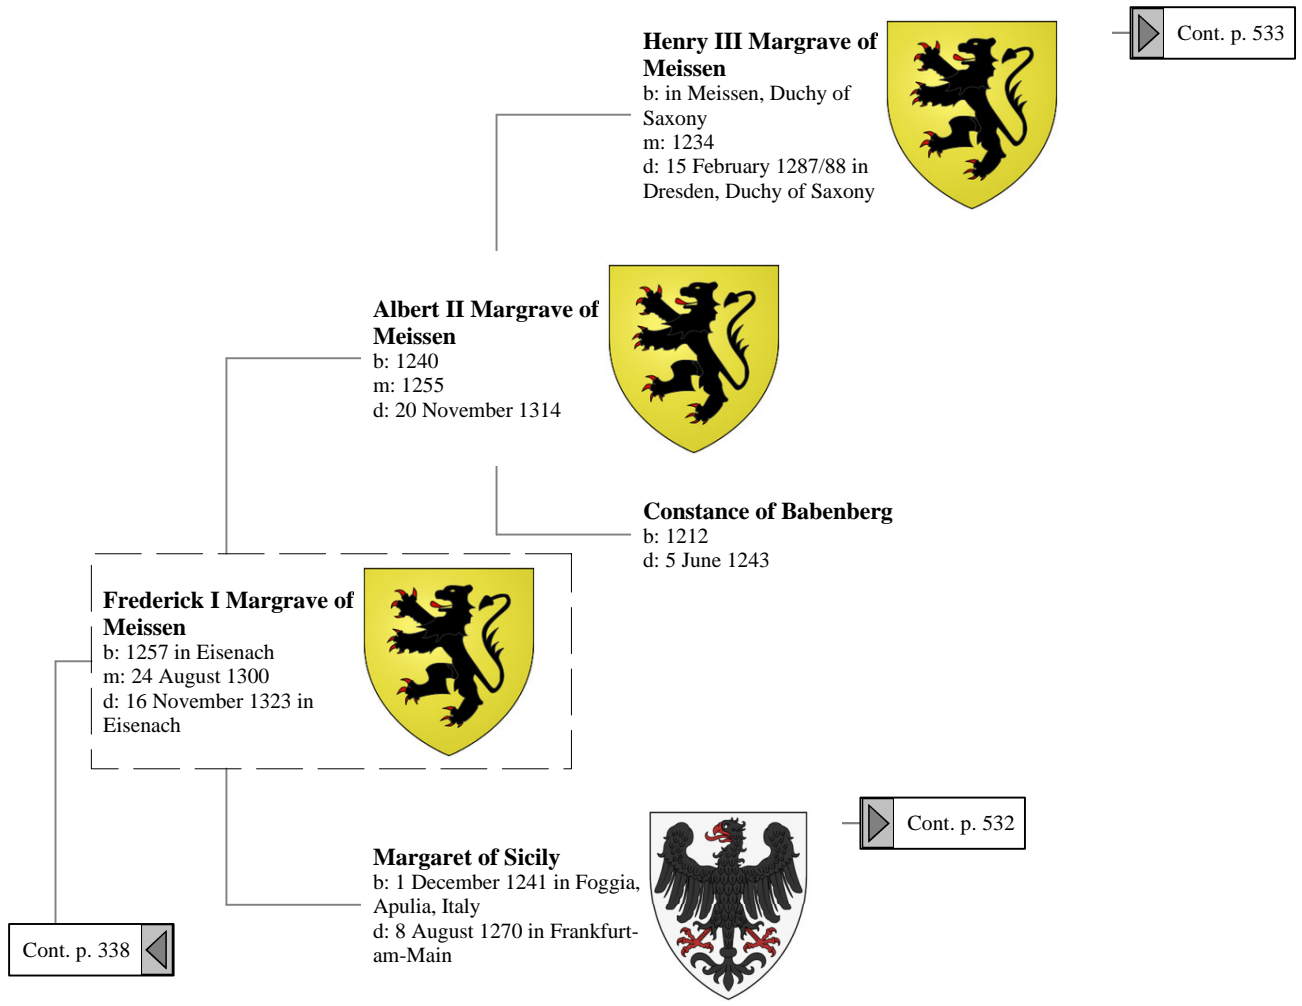 Henry III Margrave of
Meissen
b: in Meissen, Duchy of
Saxony
m: 1234
d: 15 February 1287/88 in
Dresden, Duchy of Saxony
Cont. p. 533
Albert II Margrave of
Meissen
b: 1240
m: 1255
d: 20 November 1314
Constance of Babenberg
b: 1212
d: 5 June 1243
Frederick I Margrave of
Meissen
b: 1257 in Eisenach
m: 24 August 1300
d: 16 November 1323 in
Eisenach
Cont. p. 532
Margaret of Sicily
b: 1 December 1241 in Foggia,
Apulia, Italy
d: 8 August 1270 in Frankfurt-
am-Main
Cont. p. 338